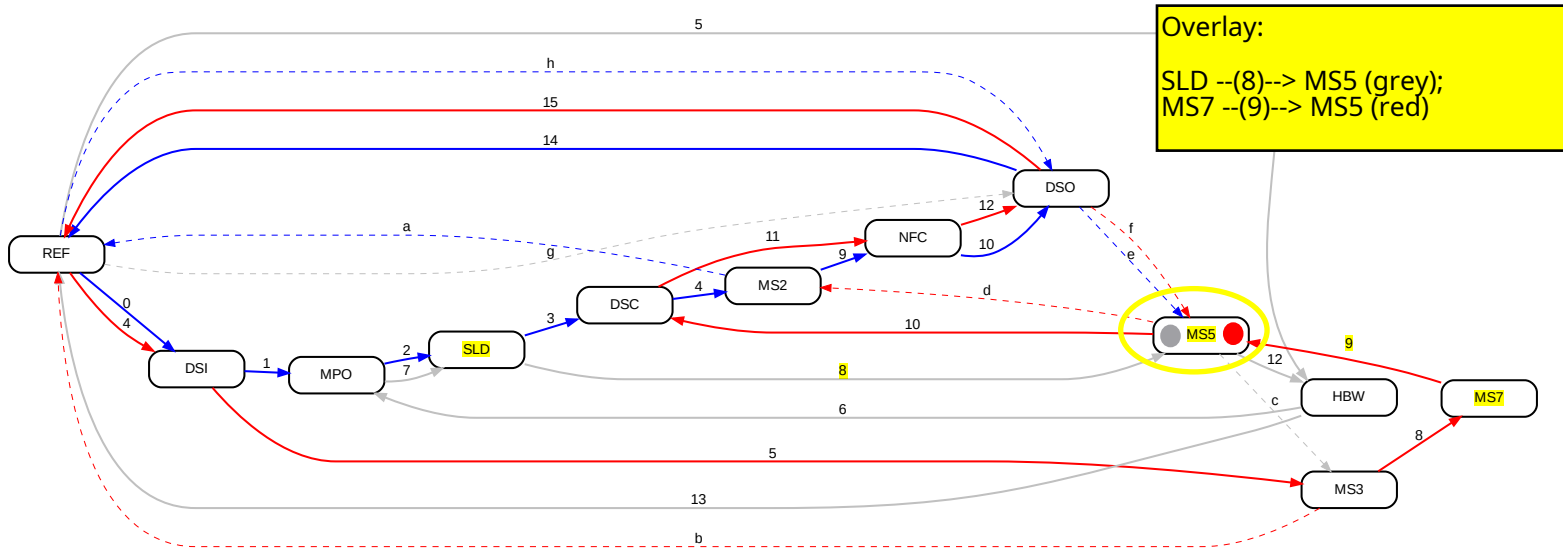 5
Overlay:
SLD --(8)--> MS5 (grey);
MS7 --(9)--> MS5 (red)
h
15
14
DSO
12
a
g
11
NFC
10
f
e
REF
9
MS2
4
d
DSC
0
4
3
10
MS5
9
SLD
2
7
1
DSI
MPO
8
12
HBW
MS7
c
6
8
5
MS3
13
b